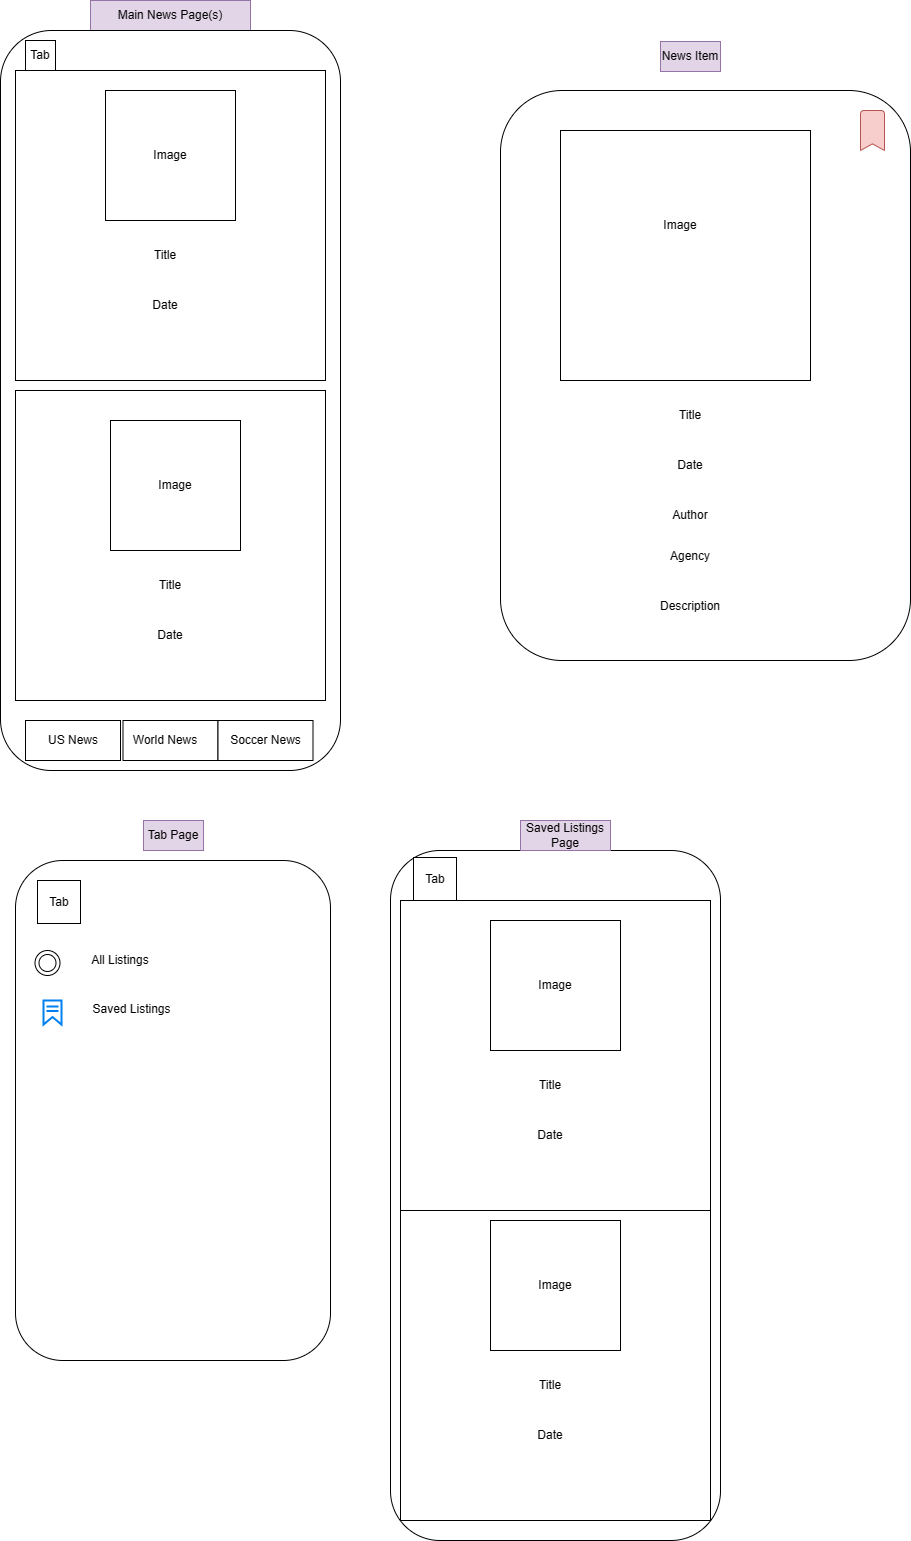 Main News Page(s)
Tab
Image
Title
Date
Image
Title
Date
US News
World News
Soccer News
News Item
Image
Title
Date
Author
Agency
Description
Tab Page
Tab
All Listings
Saved Listings
Saved Listings
Page
Tab
Image
Title
Date
Image
Title
Date